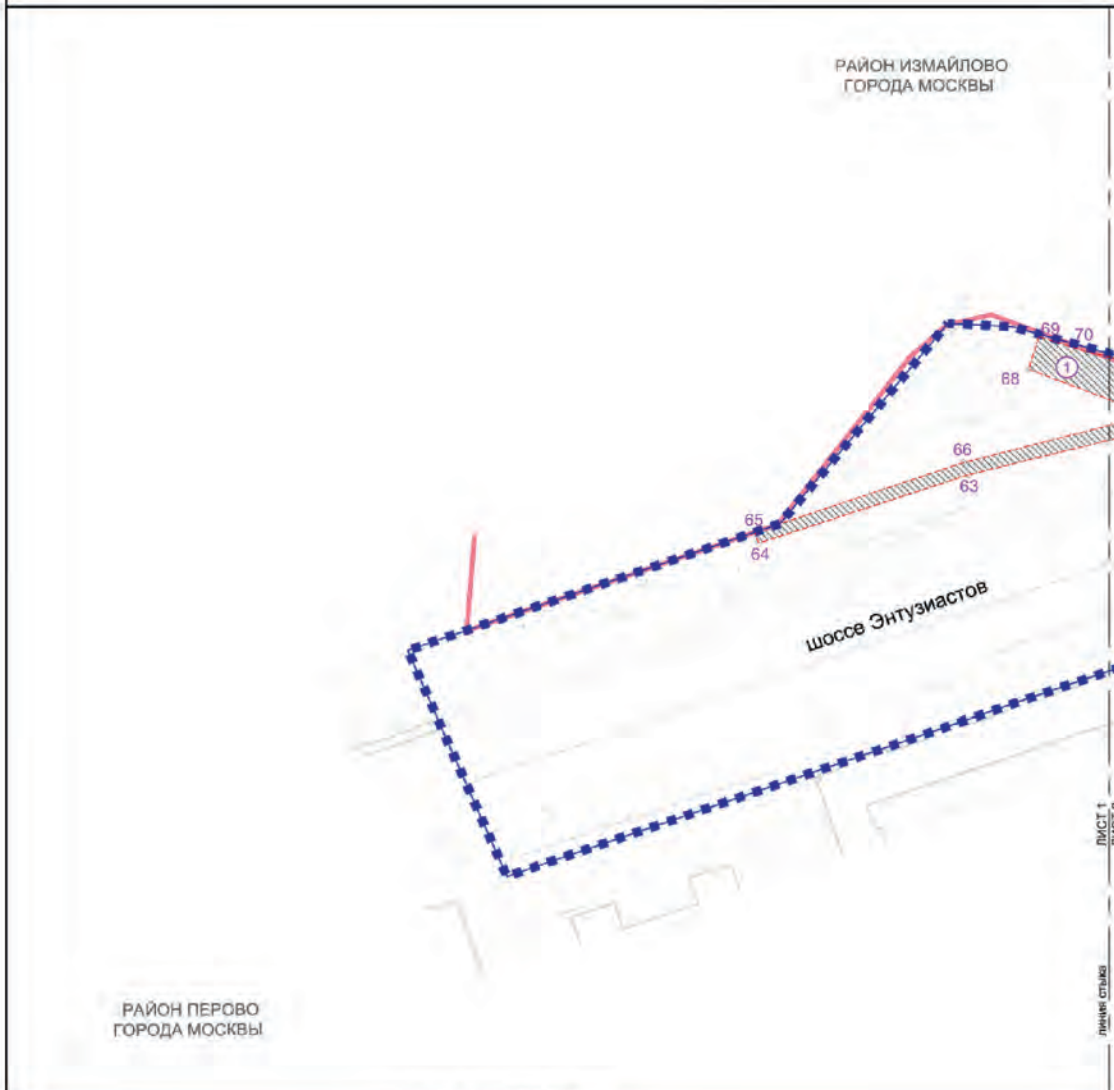 РАЙОН ИЗМАЙЛОВО
ГОРОДА МОСКВЫ
69
70
1
68
66
63
65
64
шоссе Энтузиастов
ЛИСТ 1
линия стыка
РАЙОН ПЕРОВО
ГОРОДА МОСКВЫ